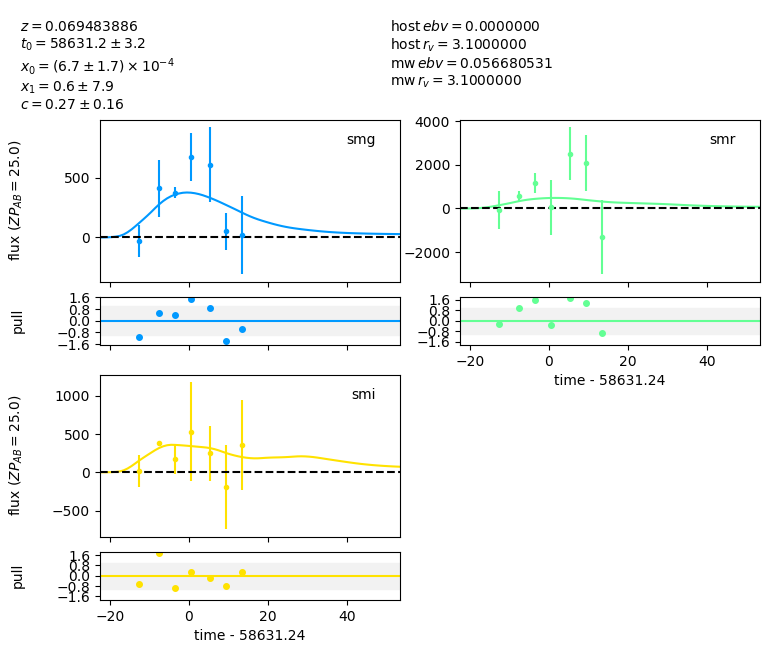 z = 0.069483886
t₀ = 58631.2 ± 3.2
x₀ = (6.7 ± 1.7) × 10⁻⁴
x₁ = 0.6 ± 7.9
c = 0.27 ± 0.16
host ebv = 0.0000000
host r_v = 3.1000000
mw ebv = 0.056680531
mw r_v = 3.1000000
smg
flux (ZP_AB = 25.0)
500
0
pull
1.6
0.8
0.0
−0.8
−1.6
smr
4000
2000
0
−2000
1.6
0.8
0.0
−0.8
−1.6
−20 0 20 40
time - 58631.24
smi
flux (ZP_AB = 25.0)
1000
500
0
−500
pull
1.6
0.8
0.0
−0.8
−1.6
−20 0 20 40
time - 58631.24